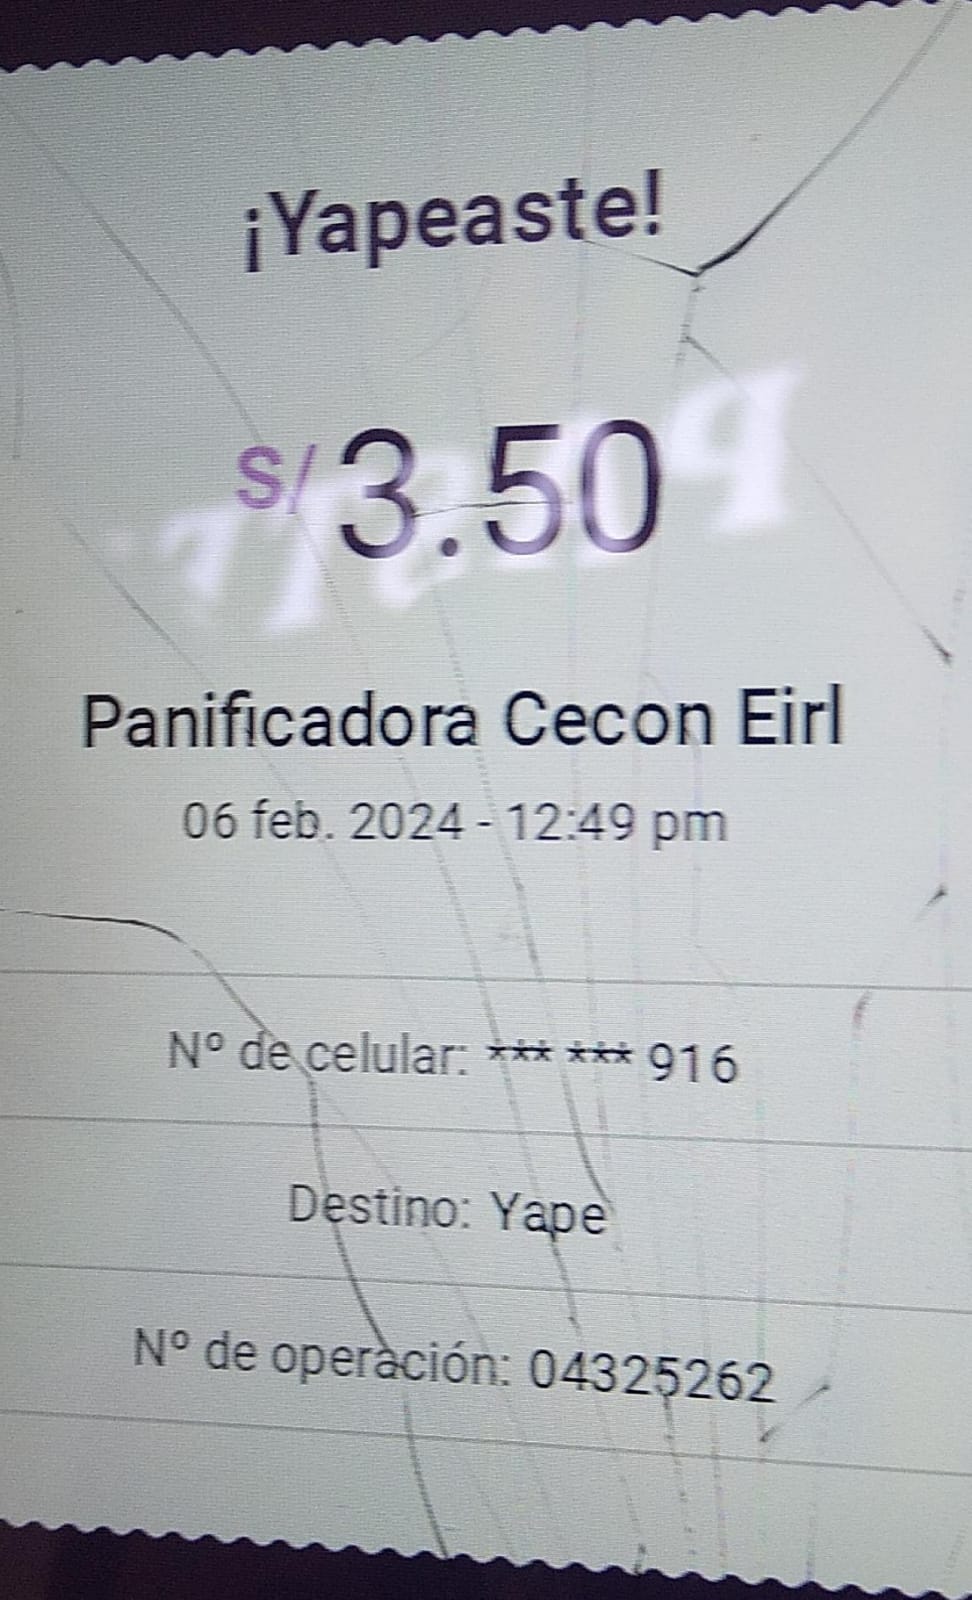 ¡Yapeaste!
S/ 3.50
Panificadora Cecon Eirl
06 feb. 2024 - 12:49 pm
Nº de celular: *** *** 916
Destino: Yape
Nº de operación: 04325262